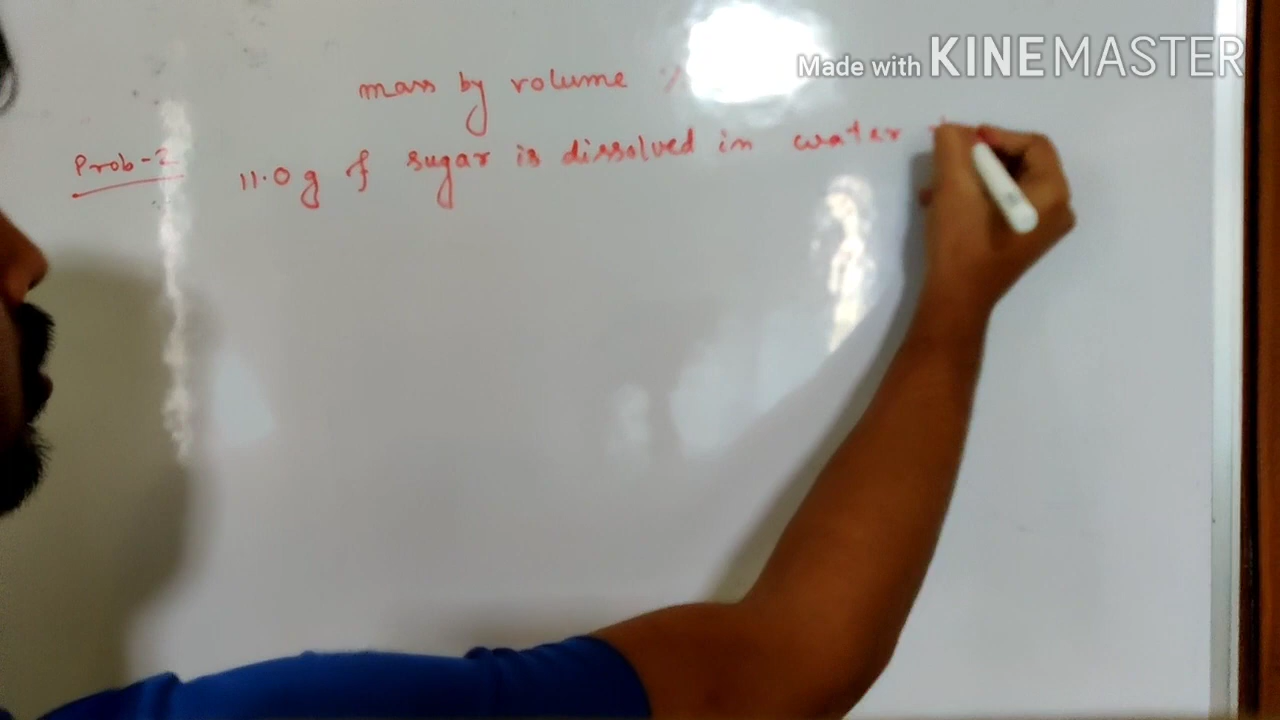 Made with KINEMASTER
mass by volume %
Prob-2
11.0g of sugar is dissolved in water